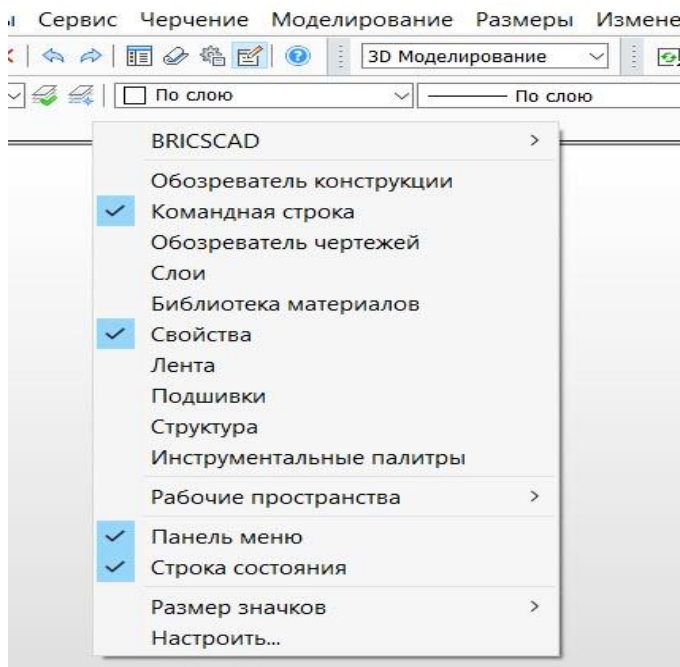 Сервис Черчение Моделирование Размеры
3D Моделирование
По слою По слою
BRICSCAD
Обозреватель конструкции
Командная строка
Обозреватель чертежей
Слои
Библиотека материалов
Свойства
Лента
Подшивки
Структура
Инструментальные палитры
Рабочие пространства
Панель меню
Строка состояния
Размер значков
Настроить...